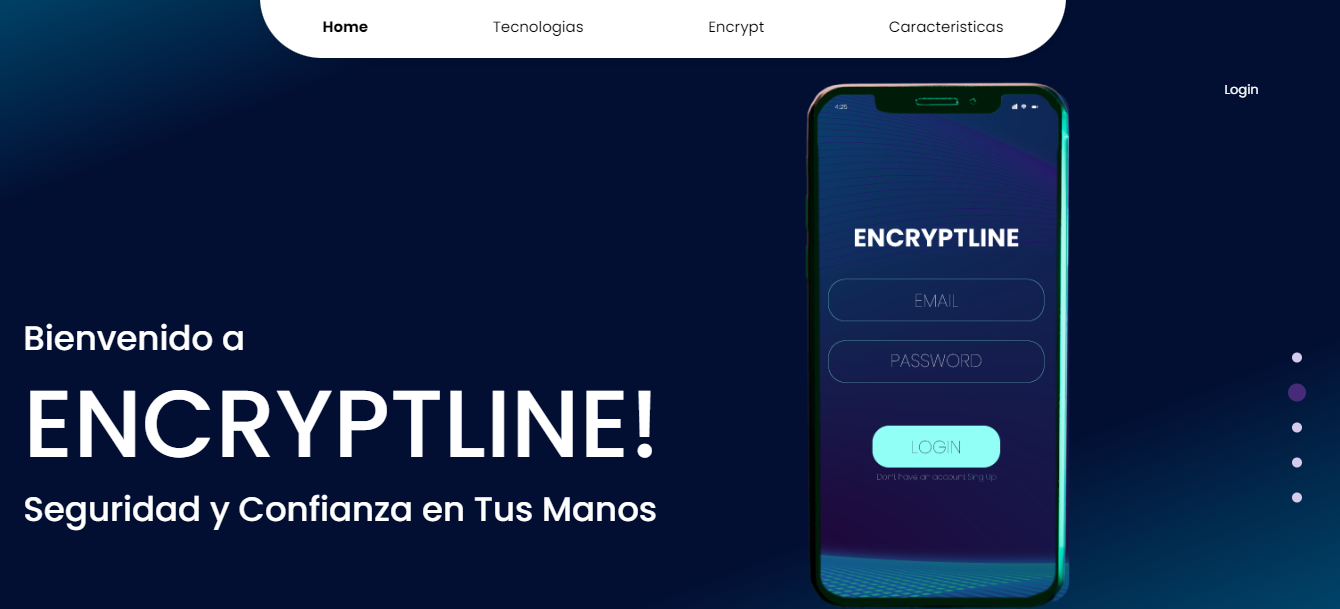 Home Tecnologias Encrypt Caracteristicas
Login
4:25
ENCRYPTLINE
EMAIL
PASSWORD
LOGIN
Dont have an account Sing Up
Bienvenido a
ENCRYPTLINE!
Seguridad y Confianza en Tus Manos